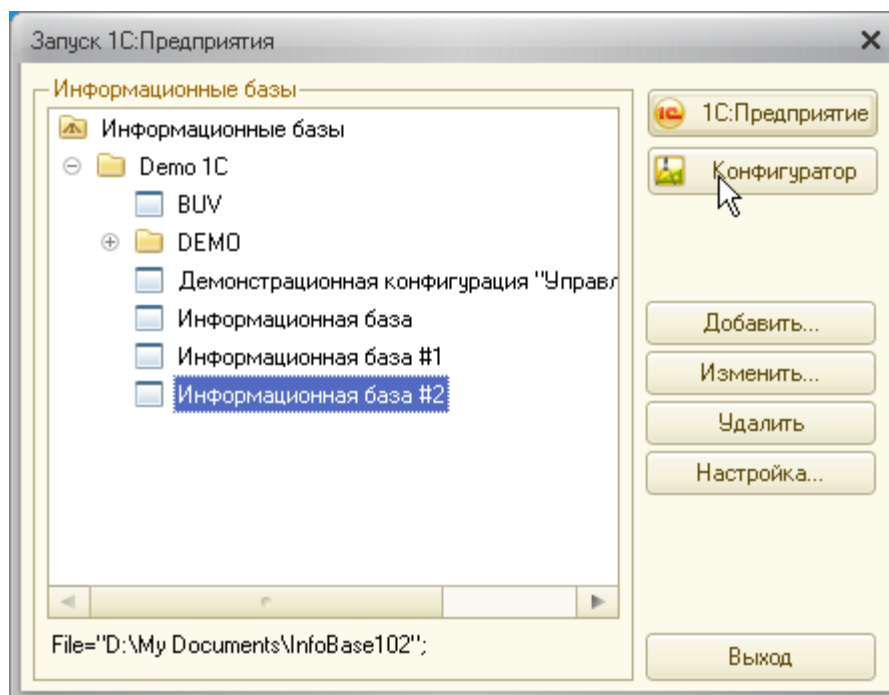 Запуск 1С:Предприятия
Информационные базы
Информационные базы
Demo 1C
BUV
DEMO
Демонстрационная конфигурация "Управл
Информационная база
Информационная база #1
Информационная база #2
File="D:\My Documents\InfoBase102";
1С:Предприятие
Конфигуратор
Добавить...
Изменить...
Удалить
Настройка...
Выход